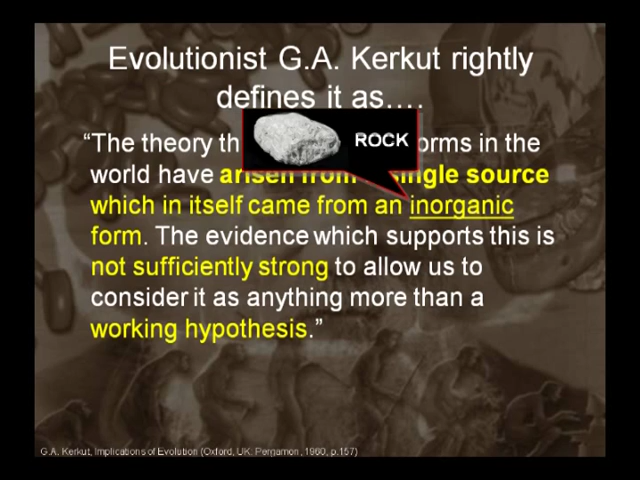 Evolutionist G.A. Kerkut rightly
defines it as….
“The theory th orms in the
ROCK
world have arisen from single source
which in itself came from an inorganic
form. The evidence which supports this is
not sufficiently strong to allow us to
consider it as anything more than a
working hypothesis.”
G.A. Kerkut, Implications of Evolution (Oxford, UK: Pergamon, 1960, p.157)